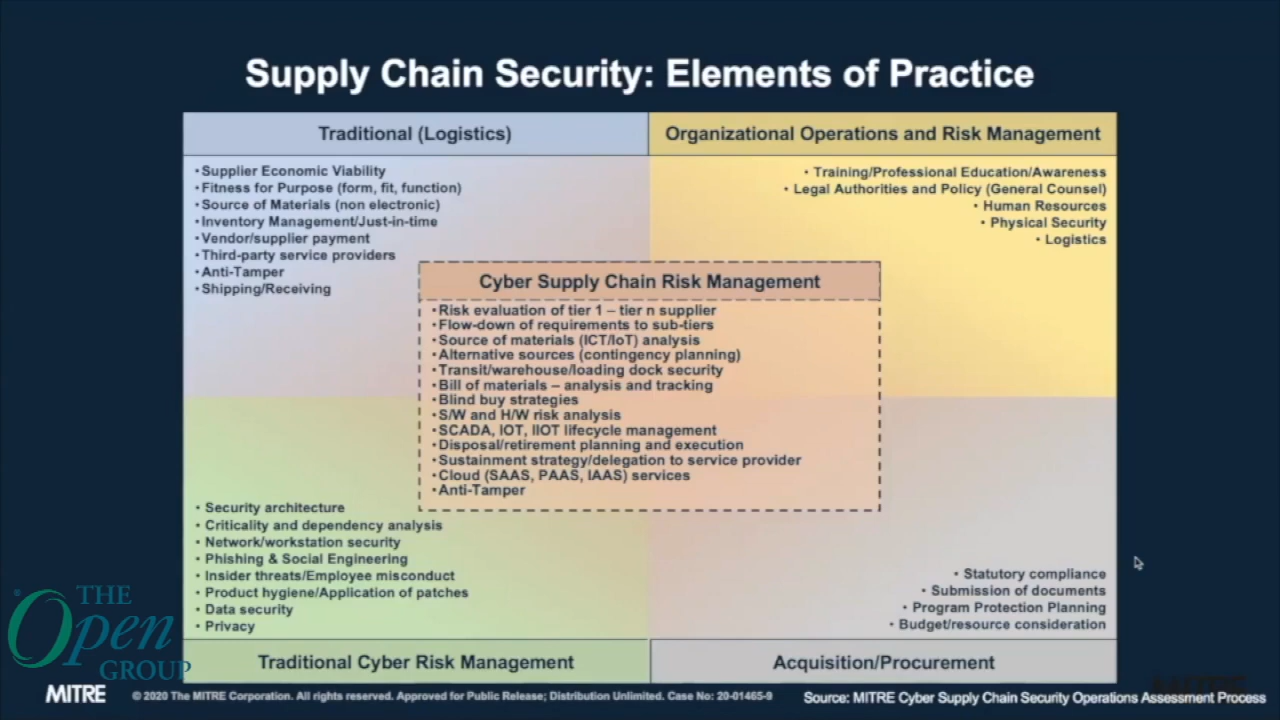 Supply Chain Security: Elements of Practice
Traditional (Logistics)
• Supplier Economic Viability
• Fitness for Purpose (form, fit, function)
• Source of Materials (non electronic)
• Inventory Management/Just-in-time
• Vendor/supplier payment
• Third-party service providers
• Anti-Tamper
• Shipping/Receiving
Organizational Operations and Risk Management
• Training/Professional Education/Awareness
• Legal Authorities and Policy (General Counsel)
• Human Resources
• Physical Security
• Logistics
Cyber Supply Chain Risk Management
• Risk evaluation of tier 1 – tier n supplier
• Flow-down of requirements to sub-tiers
• Source of materials (ICT/IoT) analysis
• Alternative sources (contingency planning)
• Transit/warehouse/loading dock security
• Bill of materials – analysis and tracking
• Blind buy strategies
• S/W and H/W risk analysis
• SCADA, IOT, IIOT lifecycle management
• Disposal/retirement planning and execution
• Sustainment strategy/delegation to service provider
• Cloud (SAAS, PAAS, IAAS) services
• Anti-Tamper
• Security architecture
• Criticality and dependency analysis
• Network/workstation security
• Phishing & Social Engineering
• Insider threats/Employee misconduct
• Product hygiene/Application of patches
• Data security
• Privacy
Traditional Cyber Risk Management
• Statutory compliance
• Submission of documents
• Program Protection Planning
• Budget/resource consideration
Acquisition/Procurement
THE
Open
GROUP
MITRE
© 2020 The MITRE Corporation. All rights reserved. Approved for Public Release; Distribution Unlimited. Case No: 20-01465-9
MITRE
Source: MITRE Cyber Supply Chain Security Operations Assessment Process